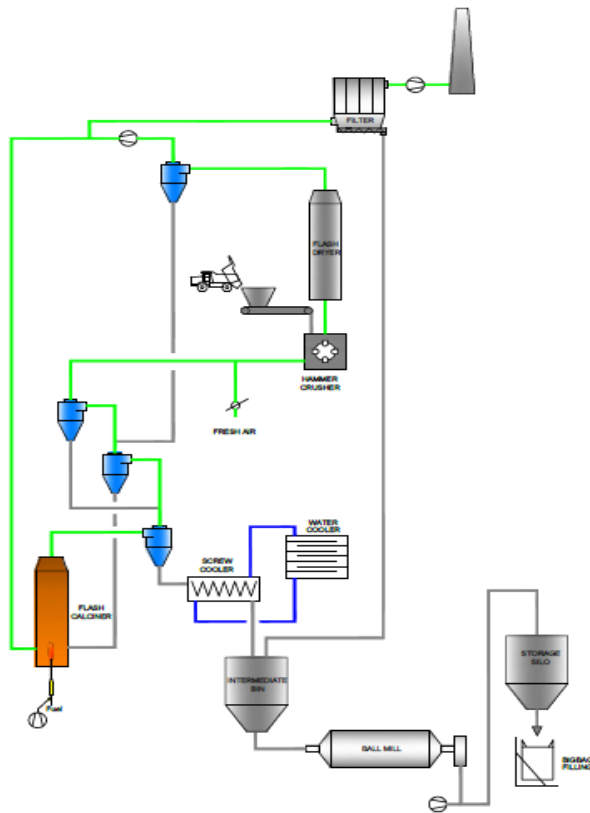 FILTER
FLASH
DRYER
HAMMER
CRUSHER
FRESH AIR
WATER
COOLER
SCREW
COOLER
FLASH
CALCINER
Fuel
INTERMEDIATE
BIN
STORAGE
SILO
BALL MILL
BIGBAG
FILLING